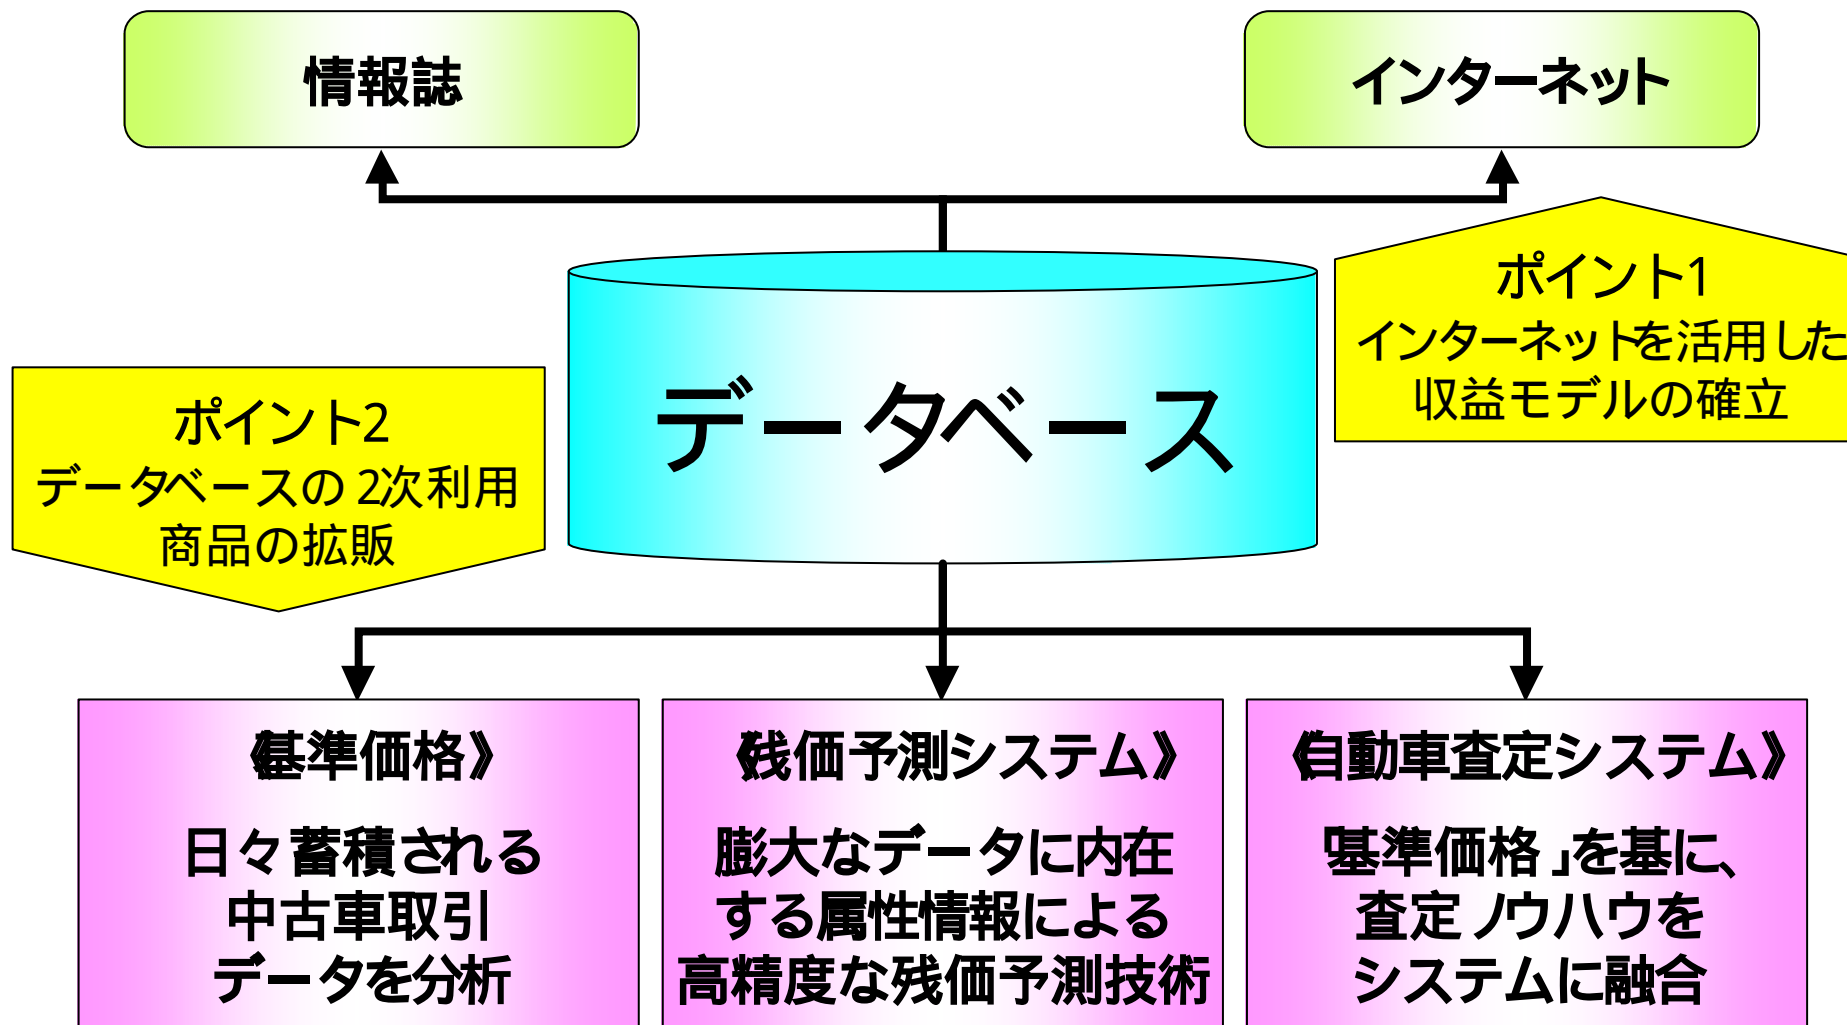 情報誌
インターネット
ポイント1
インターネットを活用した
収益モデルの確立
データベース
ポイント2
データベースの2次利用
商品の拡販
《基準価格》
日々蓄積される
中古車取引
データを分析
《残価予測システム》
膨大なデータに内在
する属性情報による
高精度な残価予測技術
《自動車査定システム》
「基準価格」を基に、
査定ノウハウを
システムに融合